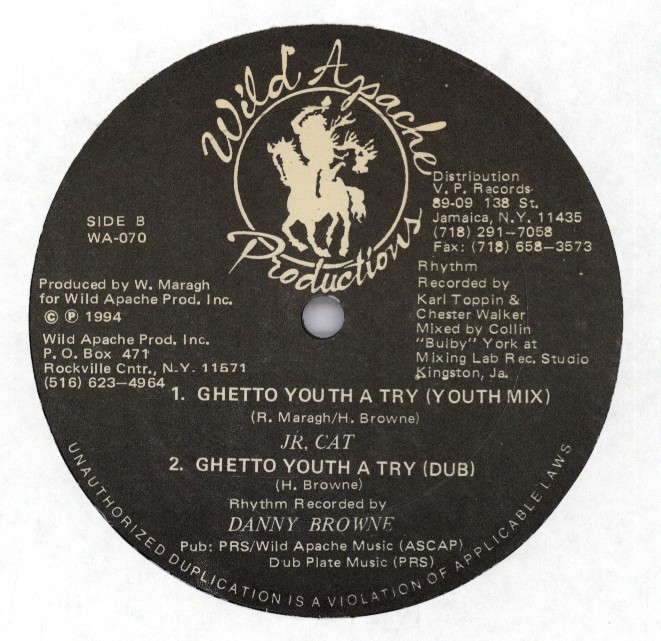 Wild Apache
Productions
SIDE B
WA-070
Distribution
V. P. Records
89-09 138 St.
Jamaica, N.Y. 11435
(718) 291-7058
Fax: (718) 658-3573
Produced by W. Maragh
for Wild Apache Prod. Inc.
© ℗ 1994
Wild Apache Prod. Inc.
P. O. Box 471
Rockville Cntr., N.Y. 11571
(516) 623-4964
Rhythm
Recorded by
Karl Toppin &
Chester Walker
Mixed by Collin
"Bulby" York at
Mixing Lab Rec. Studio
Kingston, Ja.
1. GHETTO YOUTH A TRY (YOUTH MIX)
(R. Maragh/H. Browne)
JR. CAT
2. GHETTO YOUTH A TRY (DUB)
(H. Browne)
Rhythm Recorded by
DANNY BROWNE
Pub: PRS/Wild Apache Music (ASCAP)
Dub Plate Music (PRS)
UNAUTHORIZED DUPLICATION IS A VIOLATION OF APPLICABLE LAWS